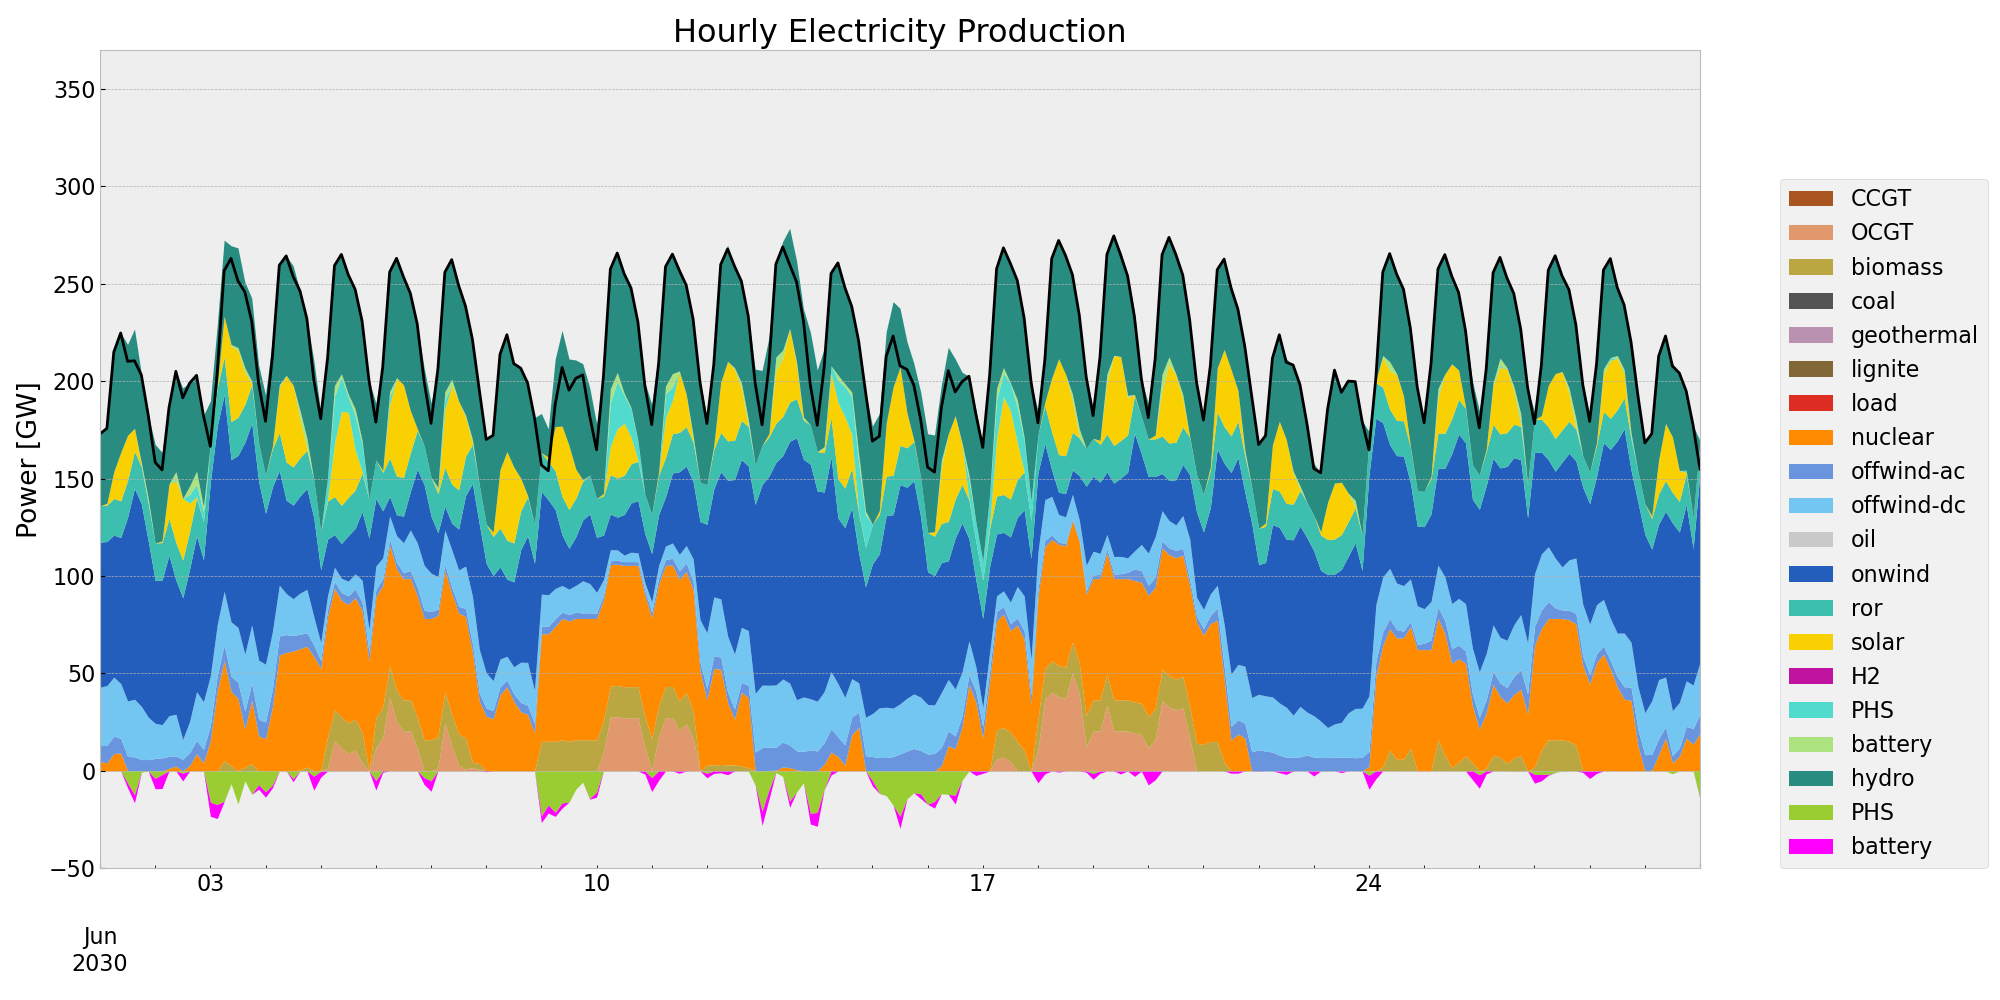 Hourly Electricity Production
Power [GW]
350
300
250
200
150
100
50
0
−50
03
10
17
24
Jun
2030
CCGT
OCGT
biomass
coal
geothermal
lignite
load
nuclear
offwind-ac
offwind-dc
oil
onwind
ror
solar
H2
PHS
battery
hydro
PHS
battery